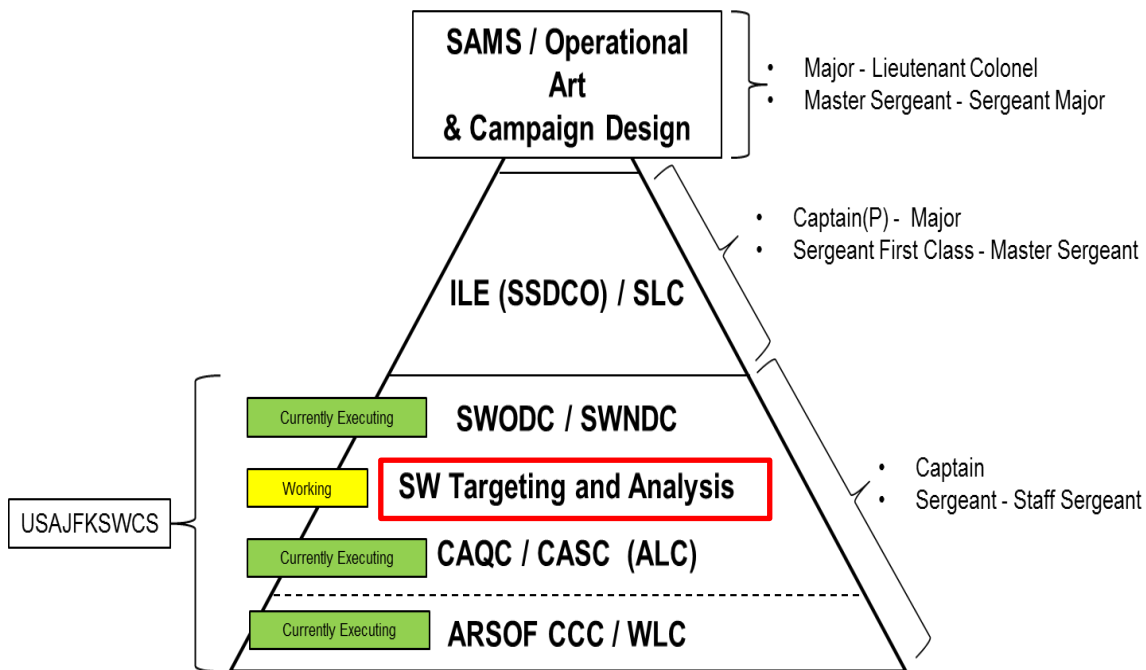 SAMS / Operational
Art
& Campaign Design
• Major - Lieutenant Colonel
• Master Sergeant - Sergeant Major
• Captain(P) - Major
• Sergeant First Class - Master Sergeant
ILE (SSDCO) / SLC
Currently Executing
SWODC / SWNDC
Working
SW Targeting and Analysis
• Captain
• Sergeant - Staff Sergeant
USAJFKSWCS
Currently Executing
CAQC / CASC (ALC)
Currently Executing
ARSOF CCC / WLC